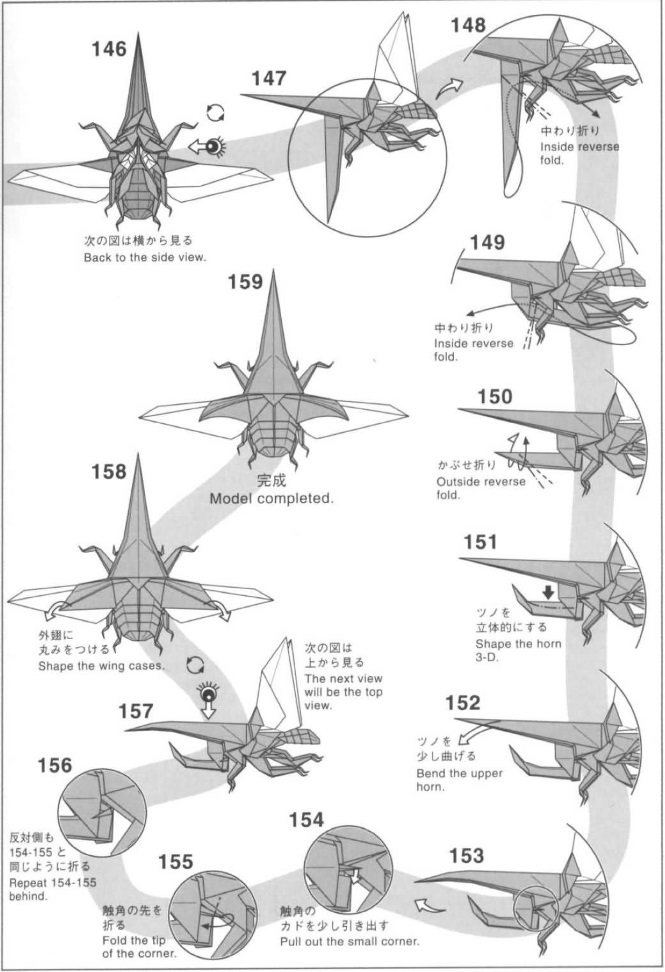 146
次の図は横から見る
Back to the side view.
147
148
中わり折り
Inside reverse
fold.
149
中わり折り
Inside reverse
fold.
150
かぶせ折り
Outside reverse
fold.
151
ツノを
立体的にする
Shape the horn
3-D.
152
ツノを
少し曲げる
Bend the upper
horn.
153
154
触角の
カドを少し引き出す
Pull out the small corner.
155
触角の先を
折る
Fold the tip
of the corner.
156
反対側も
154-155 と
同じように折る
Repeat 154-155
behind.
157
次の図は
上から見る
The next view
will be the top
view.
158
外翅に
丸みをつける
Shape the wing cases.
159
完成
Model completed.